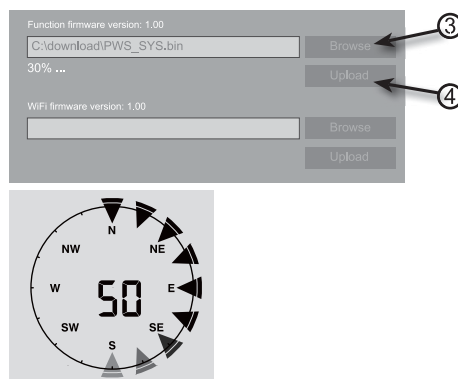 Function firmware version: 1.00
C:\download\PWS_SYS.bin
Browse
3
30% ...
Upload
4
WiFi firmware version: 1.00
Browse
Upload
N
NW
NE
W
50
E
SW
SE
S